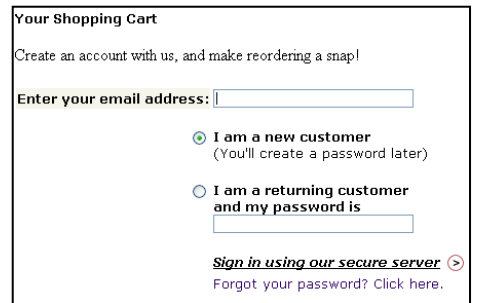 Your Shopping Cart
Create an account with us, and make reordering a snap!
Enter your email address:
I am a new customer
(You'll create a password later)
I am a returning customer
and my password is
Sign in using our secure server
Forgot your password? Click here.